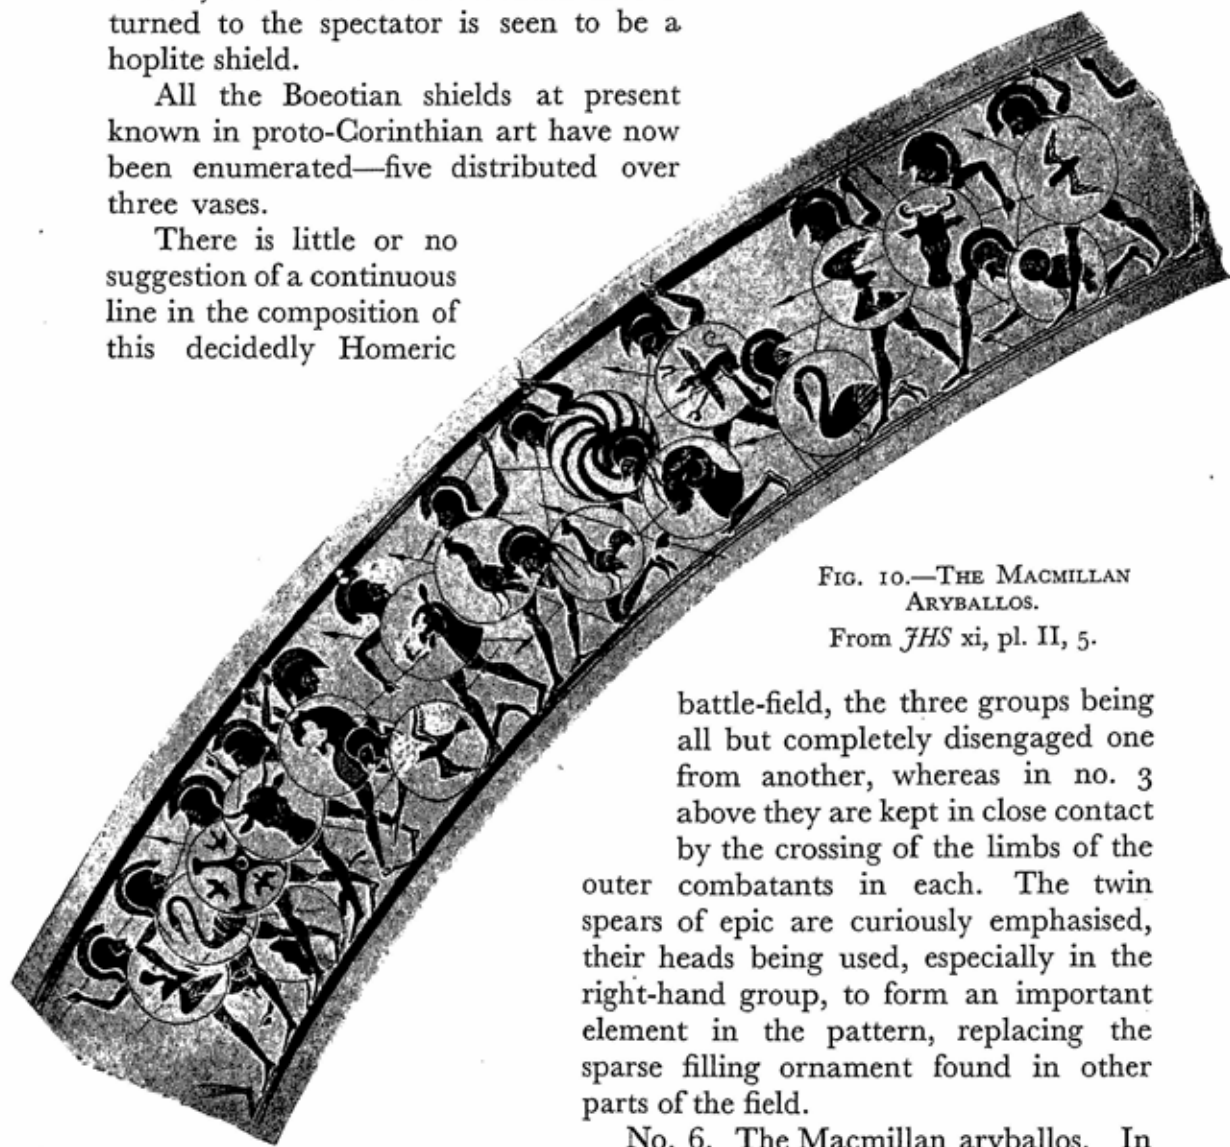 turned to the spectator is seen to be a
hoplite shield.
All the Boeotian shields at present
known in proto-Corinthian art have now
been enumerated—five distributed over
three vases.
There is little or no
suggestion of a continuous
line in the composition of
this decidedly Homeric
FIG. 10.—THE MACMILLAN
ARYBALLOS.
From JHS xi, pl. II, 5.
battle-field, the three groups being
all but completely disengaged one
from another, whereas in no. 3
above they are kept in close contact
by the crossing of the limbs of the
outer combatants in each. The twin
spears of epic are curiously emphasised,
their heads being used, especially in the
right-hand group, to form an important
element in the pattern, replacing the
sparse filling ornament found in other
parts of the field.
No. 6. The Macmillan aryballos. In